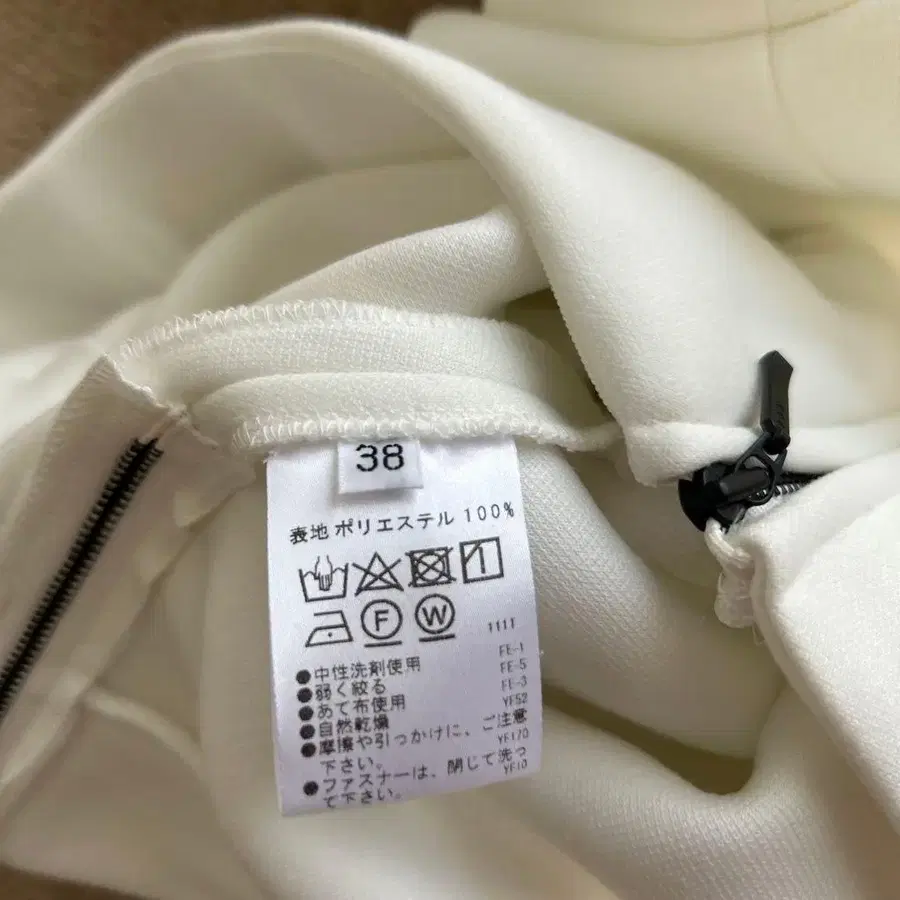 38
表地 ポリエステル 100%
F W
1111
●中性洗剤使用 FE-1
●弱く絞る FE-5
●あて布使用 FE-3
●自然乾燥 YF52
●摩擦や引っかけに、ご注意
下さい。 YF170
●ファスナーは、閉じて洗っ
て下さい。 YF10